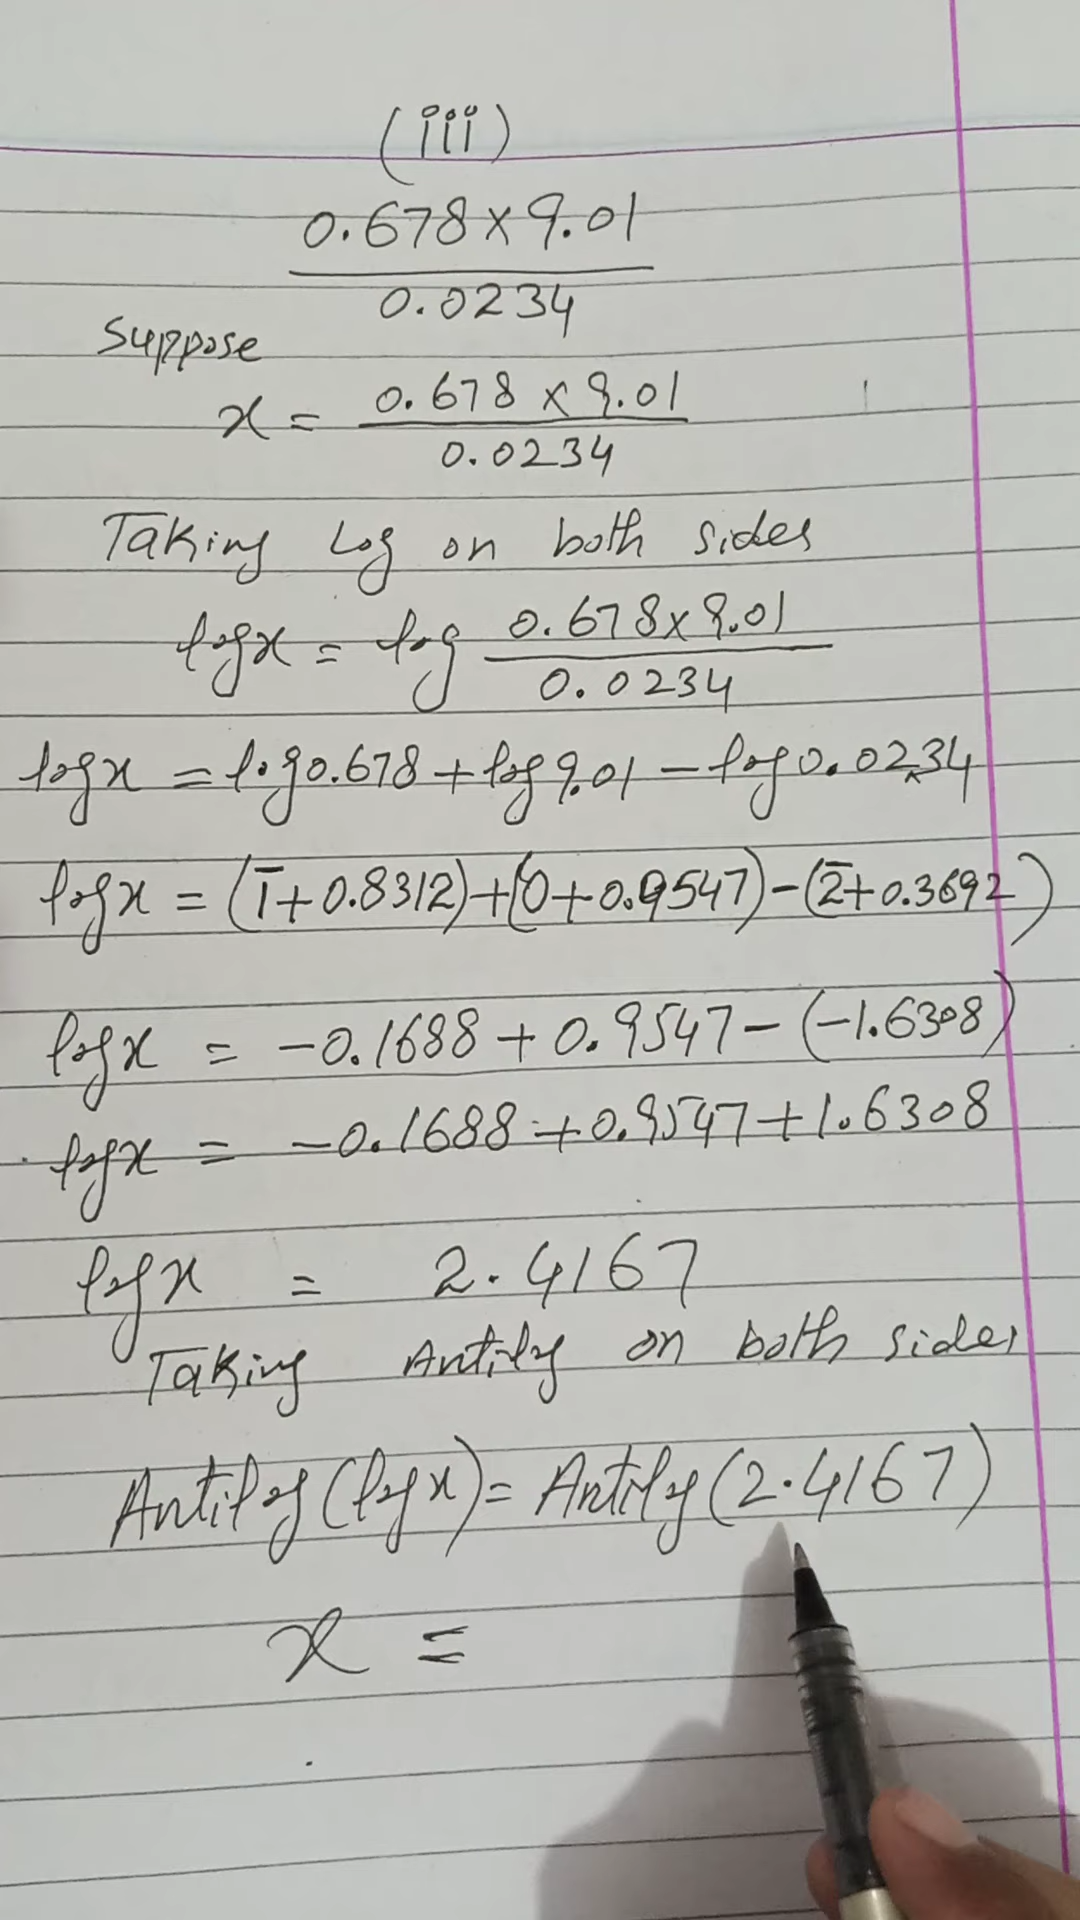 (iii)
0.678 × 9.01
0.0234
Suppose
x = 0.678 × 9.01
0.0234
Taking Log on both sides
log x = log 0.678 × 9.01
0.0234
log x = log 0.678 + log 9.01 - log 0.0234
log x = (1̄ + 0.8312) + (0 + 0.9547) - (2̄ + 0.3692)
log x = -0.1688 + 0.9547 - (-1.6308)
log x = -0.1688 + 0.9547 + 1.6308
log x = 2.4167
Taking Antilog on both sides
Antilog (log x) = Antilog (2.4167)
x =